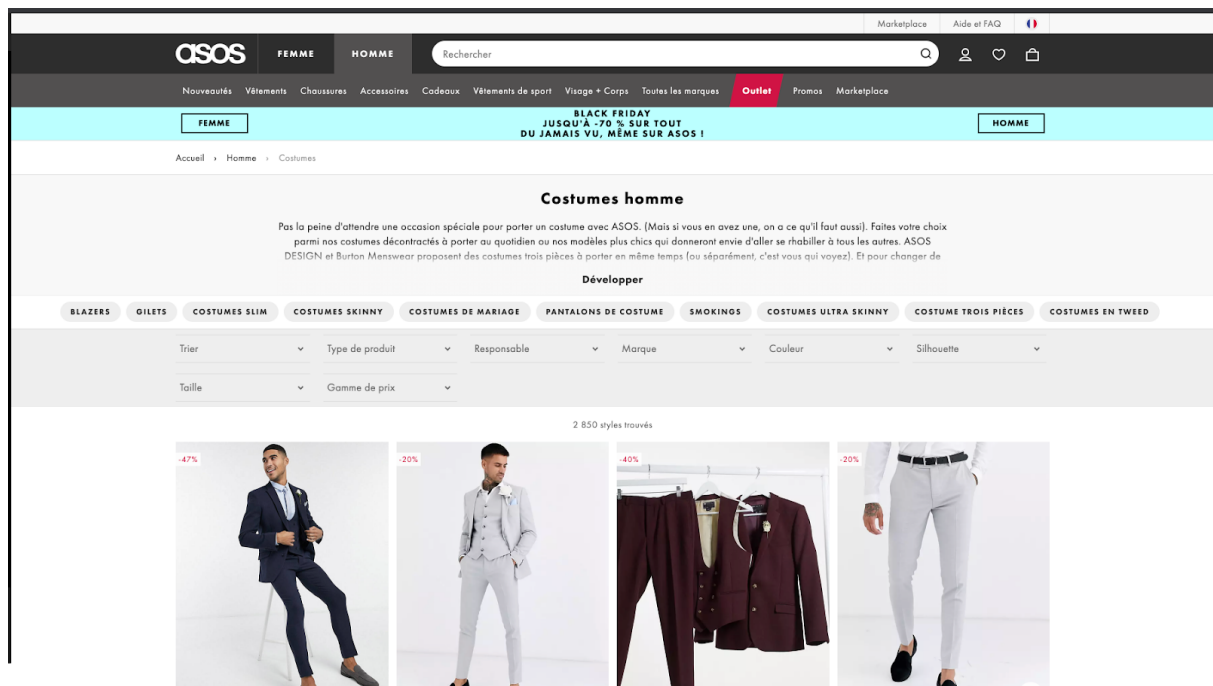 Marketplace Aide et FAQ
asos FEMME HOMME Rechercher
Nouveautés Vêtements Chaussures Accessoires Cadeaux Vêtements de sport Visage + Corps Toutes les marques Outlet Promos Marketplace
FEMME
BLACK FRIDAY
JUSQU'À -70 % SUR TOUT
DU JAMAIS VU, MÊME SUR ASOS !
HOMME
Accueil › Homme › Costumes
Costumes homme
Pas la peine d'attendre une occasion spéciale pour porter un costume avec ASOS. (Mais si vous en avez une, on a ce qu'il faut aussi). Faites votre choix
parmi nos costumes décontractés à porter au quotidien ou nos modèles plus chics qui donneront envie d'aller se rhabiller à tous les autres. ASOS
DESIGN et Burton Menswear proposent des costumes trois pièces à porter en même temps (ou séparément, c'est vous qui voyez). Et pour changer de
Développer
BLAZERS GILETS COSTUMES SLIM COSTUMES SKINNY COSTUMES DE MARIAGE PANTALONS DE COSTUME SMOKINGS COSTUMES ULTRA SKINNY COSTUME TROIS PIÈCES COSTUMES EN TWEED
Trier Type de produit Responsable Marque Couleur Silhouette
Taille Gamme de prix
2 850 styles trouvés
-47% -20% -40% -20%